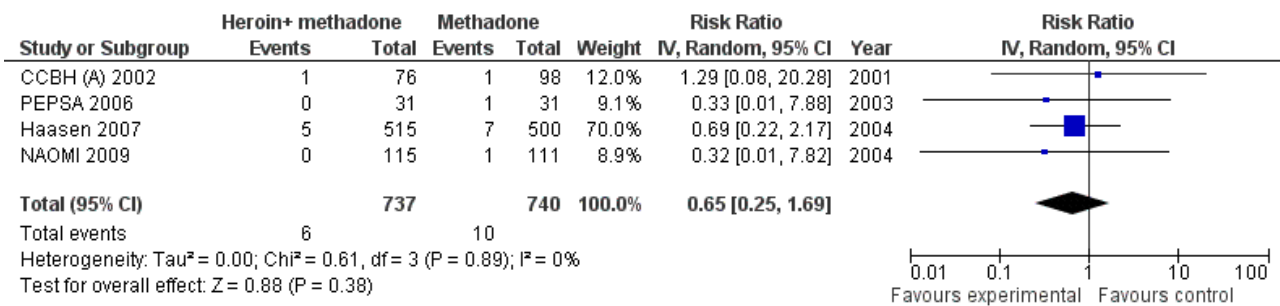 Heroin+ methadone Methadone Risk Ratio Risk Ratio
Study or Subgroup Events Total Events Total Weight IV, Random, 95% CI Year IV, Random, 95% CI
CCBH (A) 2002 1 76 1 98 12.0% 1.29 [0.08, 20.28] 2001
PEPSA 2006 0 31 1 31 9.1% 0.33 [0.01, 7.88] 2003
Haasen 2007 5 515 7 500 70.0% 0.69 [0.22, 2.17] 2004
NAOMI 2009 0 115 1 111 8.9% 0.32 [0.01, 7.82] 2004
Total (95% CI) 737 740 100.0% 0.65 [0.25, 1.69]
Total events 6 10
Heterogeneity: Tau² = 0.00; Chi² = 0.61, df = 3 (P = 0.89); I² = 0%
Test for overall effect: Z = 0.88 (P = 0.38)
0.01 0.1 1 10 100
Favours experimental Favours control